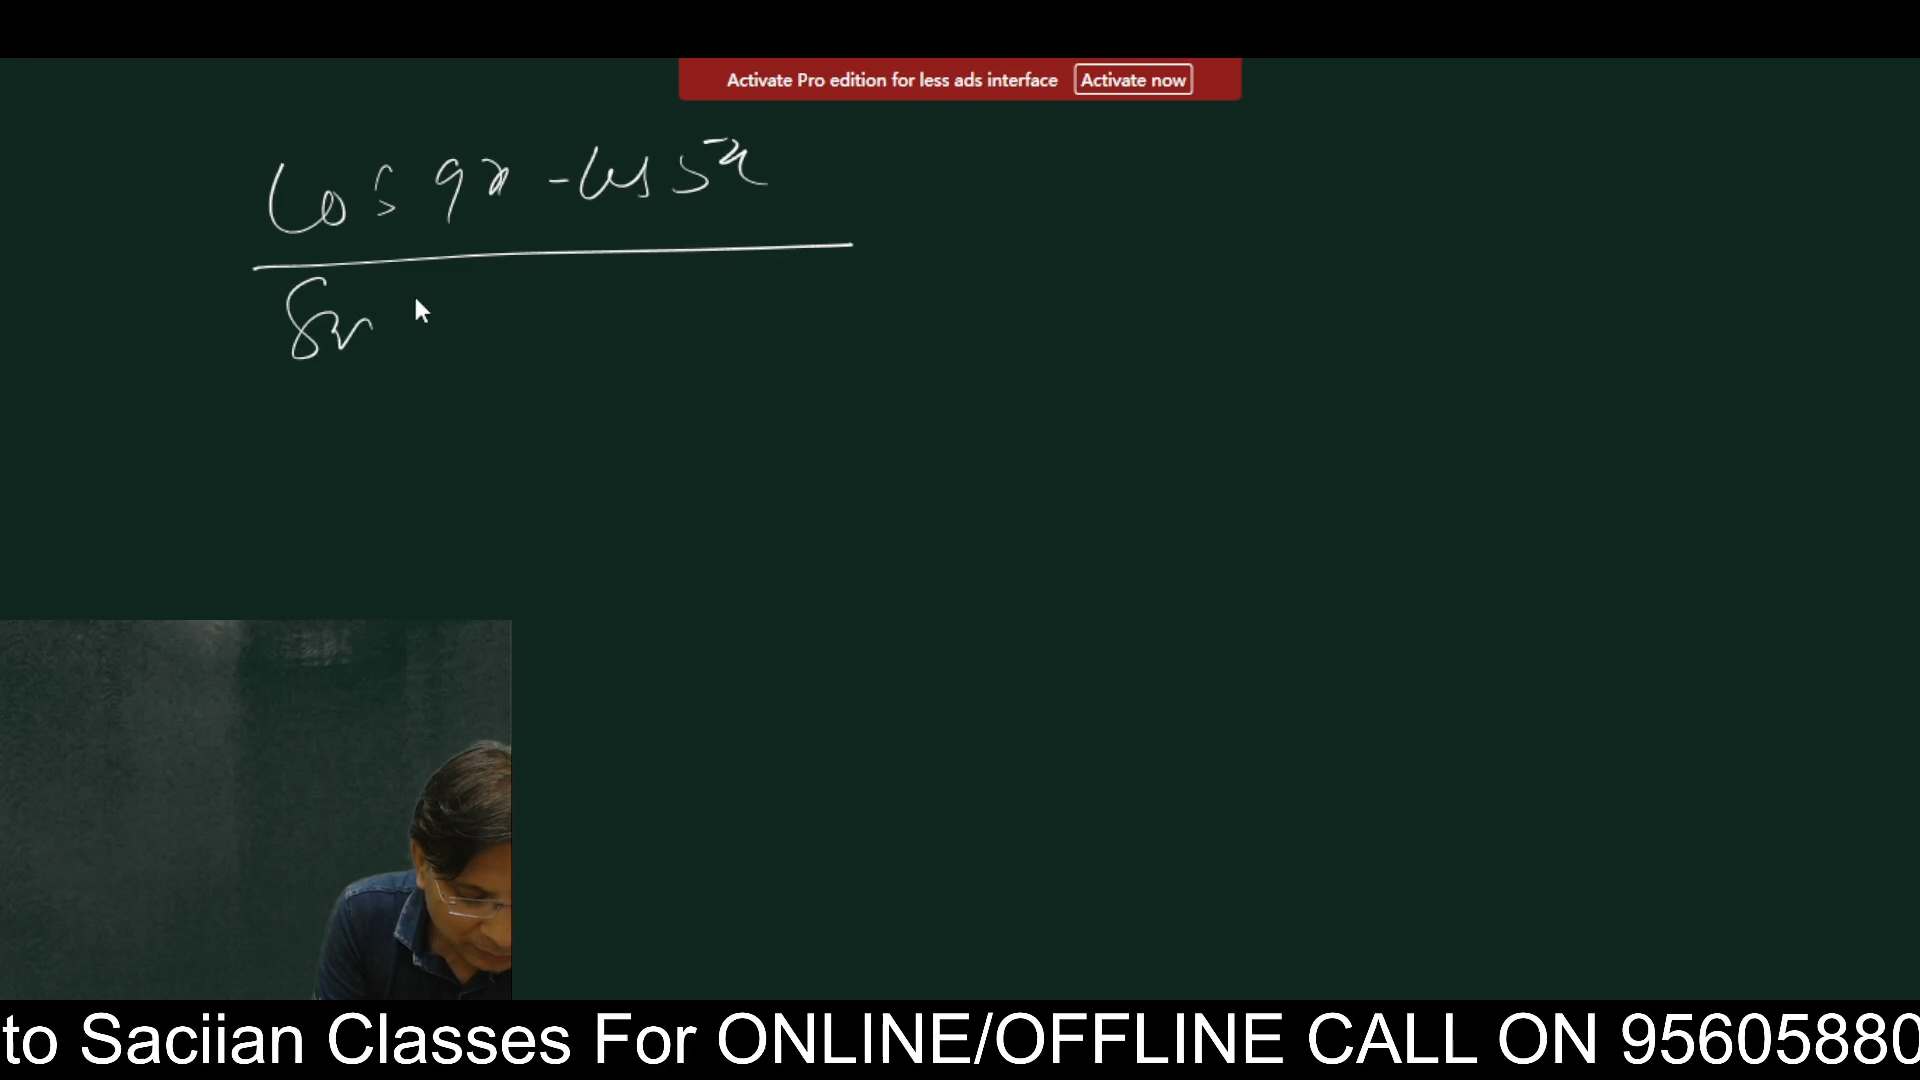 Activate Pro edition for less ads interface Activate now
Cos 9x - Cos 5x
Sin
to Saciian Classes For ONLINE/OFFLINE CALL ON 95605880